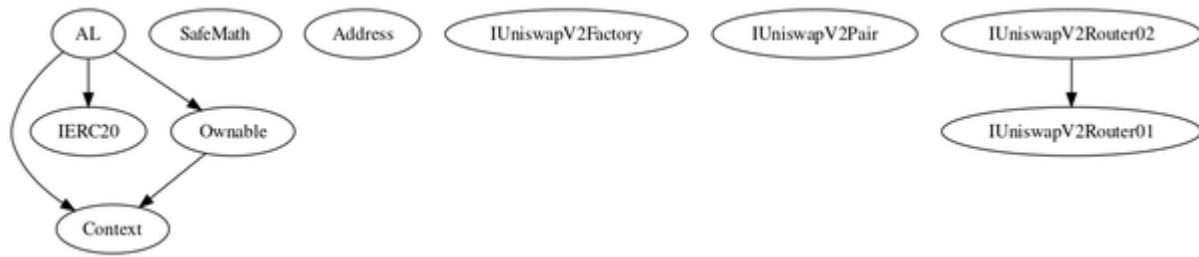 AL
SafeMath
Address
IUniswapV2Factory
IUniswapV2Pair
IUniswapV2Router02
IERC20
Ownable
IUniswapV2Router01
Context